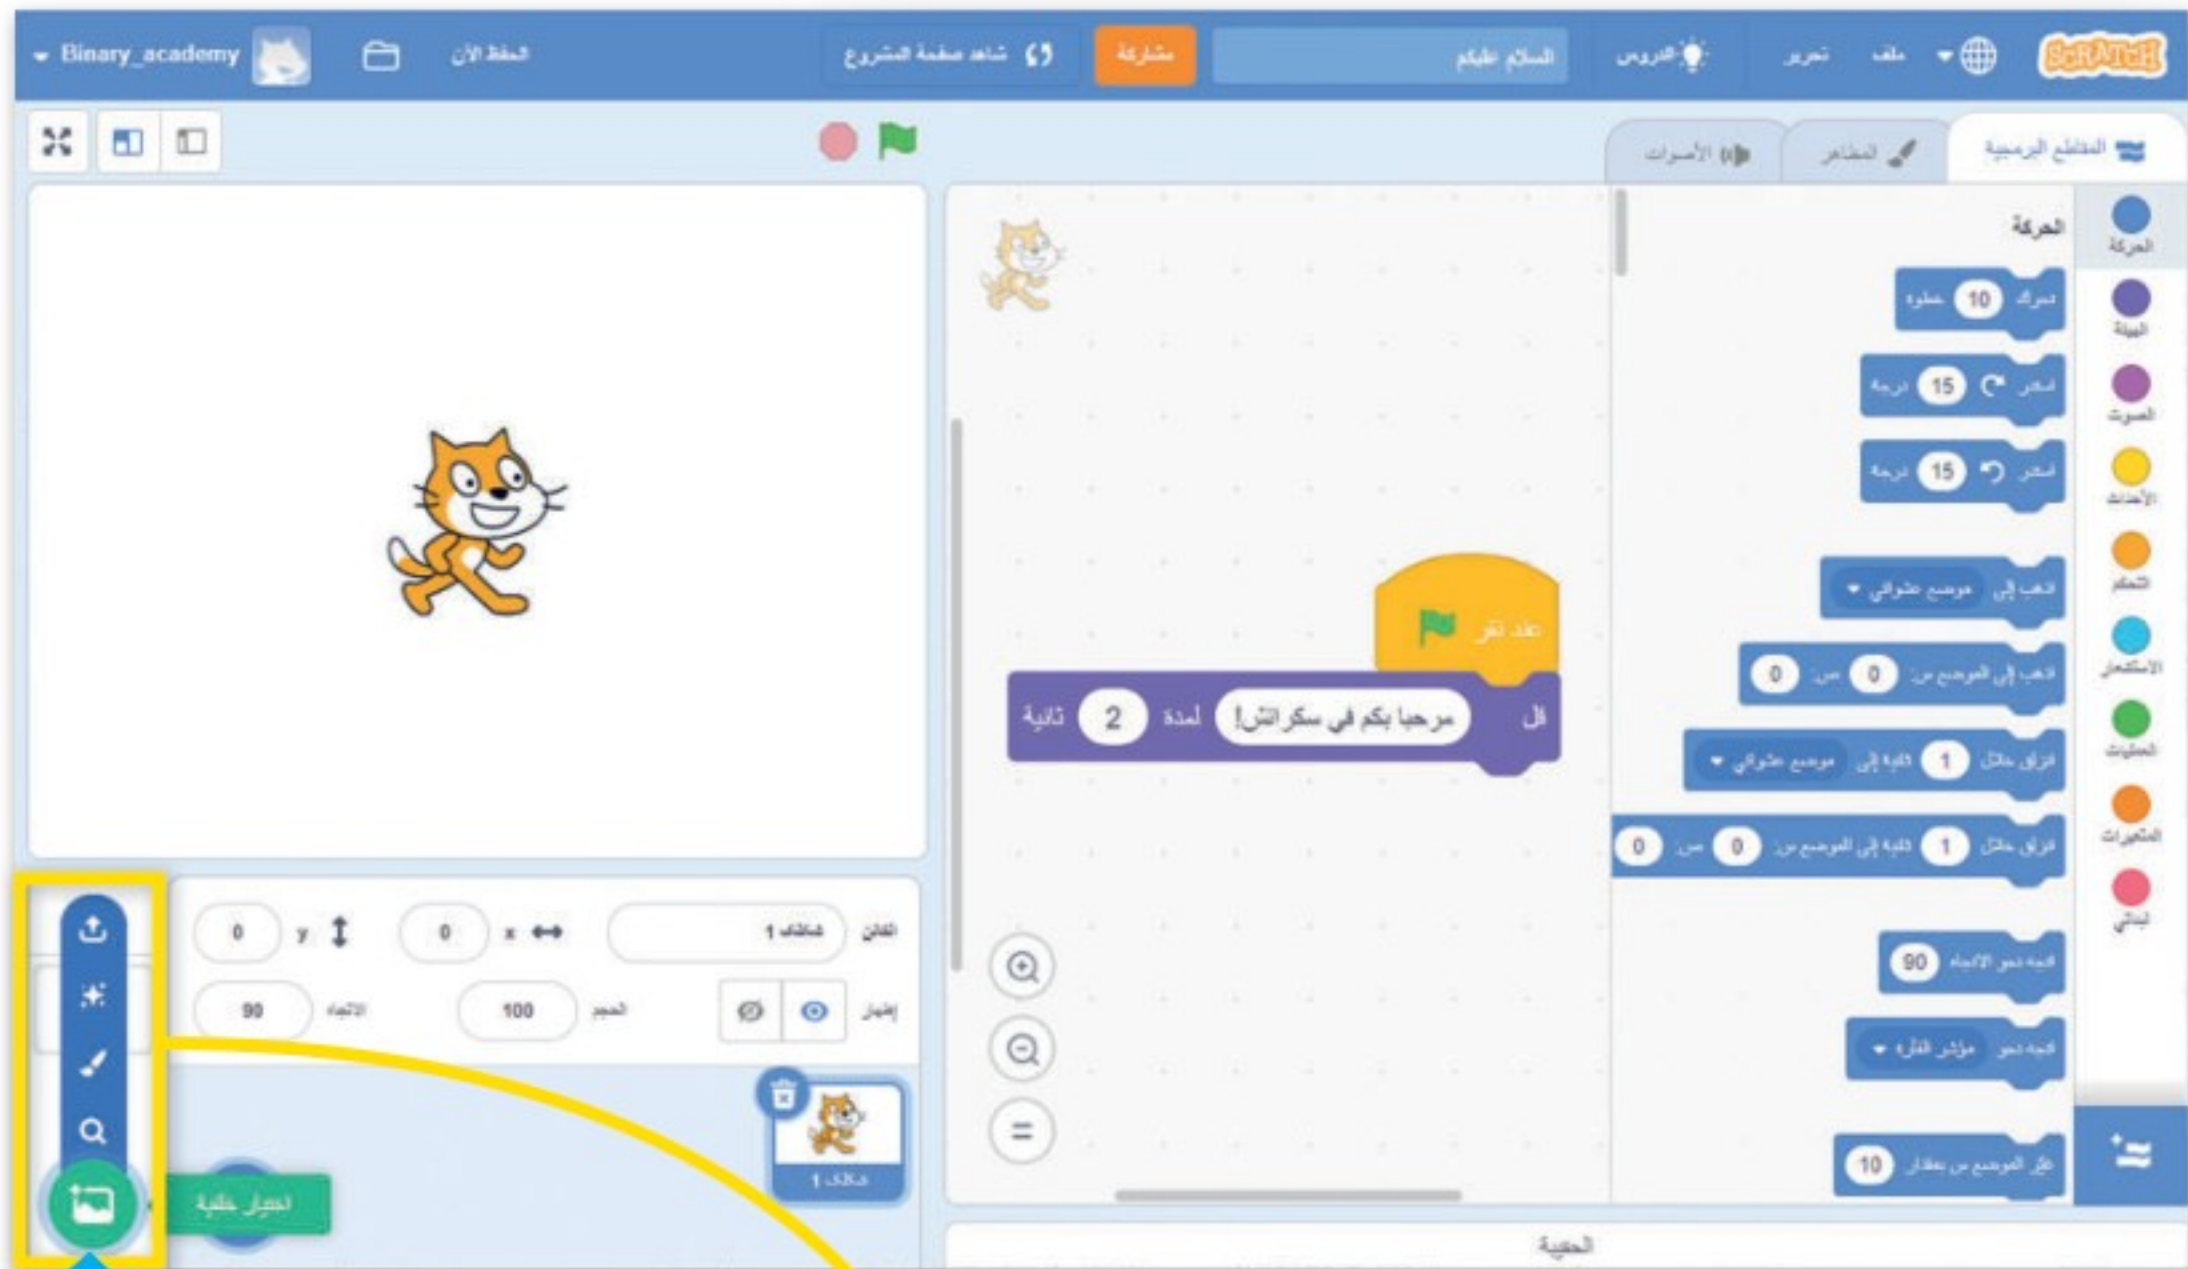 SCRATCH ملف تحرير الدروس السلام عليكم مشاركة شاهد صفحة المشروع الحفظ الآن Binary_academy
المقاطع البرمجية المظاهر الأصوات
الحركة
الهيئة
الصوت
الأحداث
التحكم
الاستشعار
العمليات
المتغيرات
لبناتي
الحركة
تحرك 10 خطوة
استدر 15 درجة
استدر 15 درجة
اذهب إلى موضع عشوائي
اذهب إلى الموضع س: 0 ص: 0
انزلق خلال 1 ثانية إلى موضع عشوائي
انزلق خلال 1 ثانية إلى الموضع س: 0 ص: 0
اتجه نحو الاتجاه 90
اتجه نحو مؤشر الفأرة
غيّر الموضع س بمقدار 10
عند نقر
قل مرحبا بكم في سكراتش! لمدة 2 ثانية
الحقيبة
الكائن 1 x 0 y 0
إظهار الحجم 100 الاتجاه 90
1
اختيار خلفية